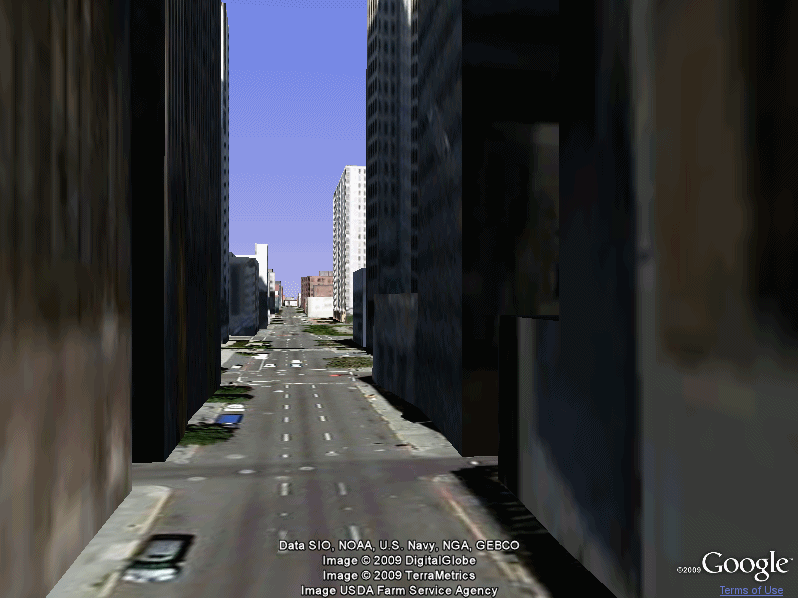 Data SIO, NOAA, U.S. Navy, NGA, GEBCO
Image © 2009 DigitalGlobe
Image © 2009 TerraMetrics
Image USDA Farm Service Agency
©2009 Google™
Terms of Use